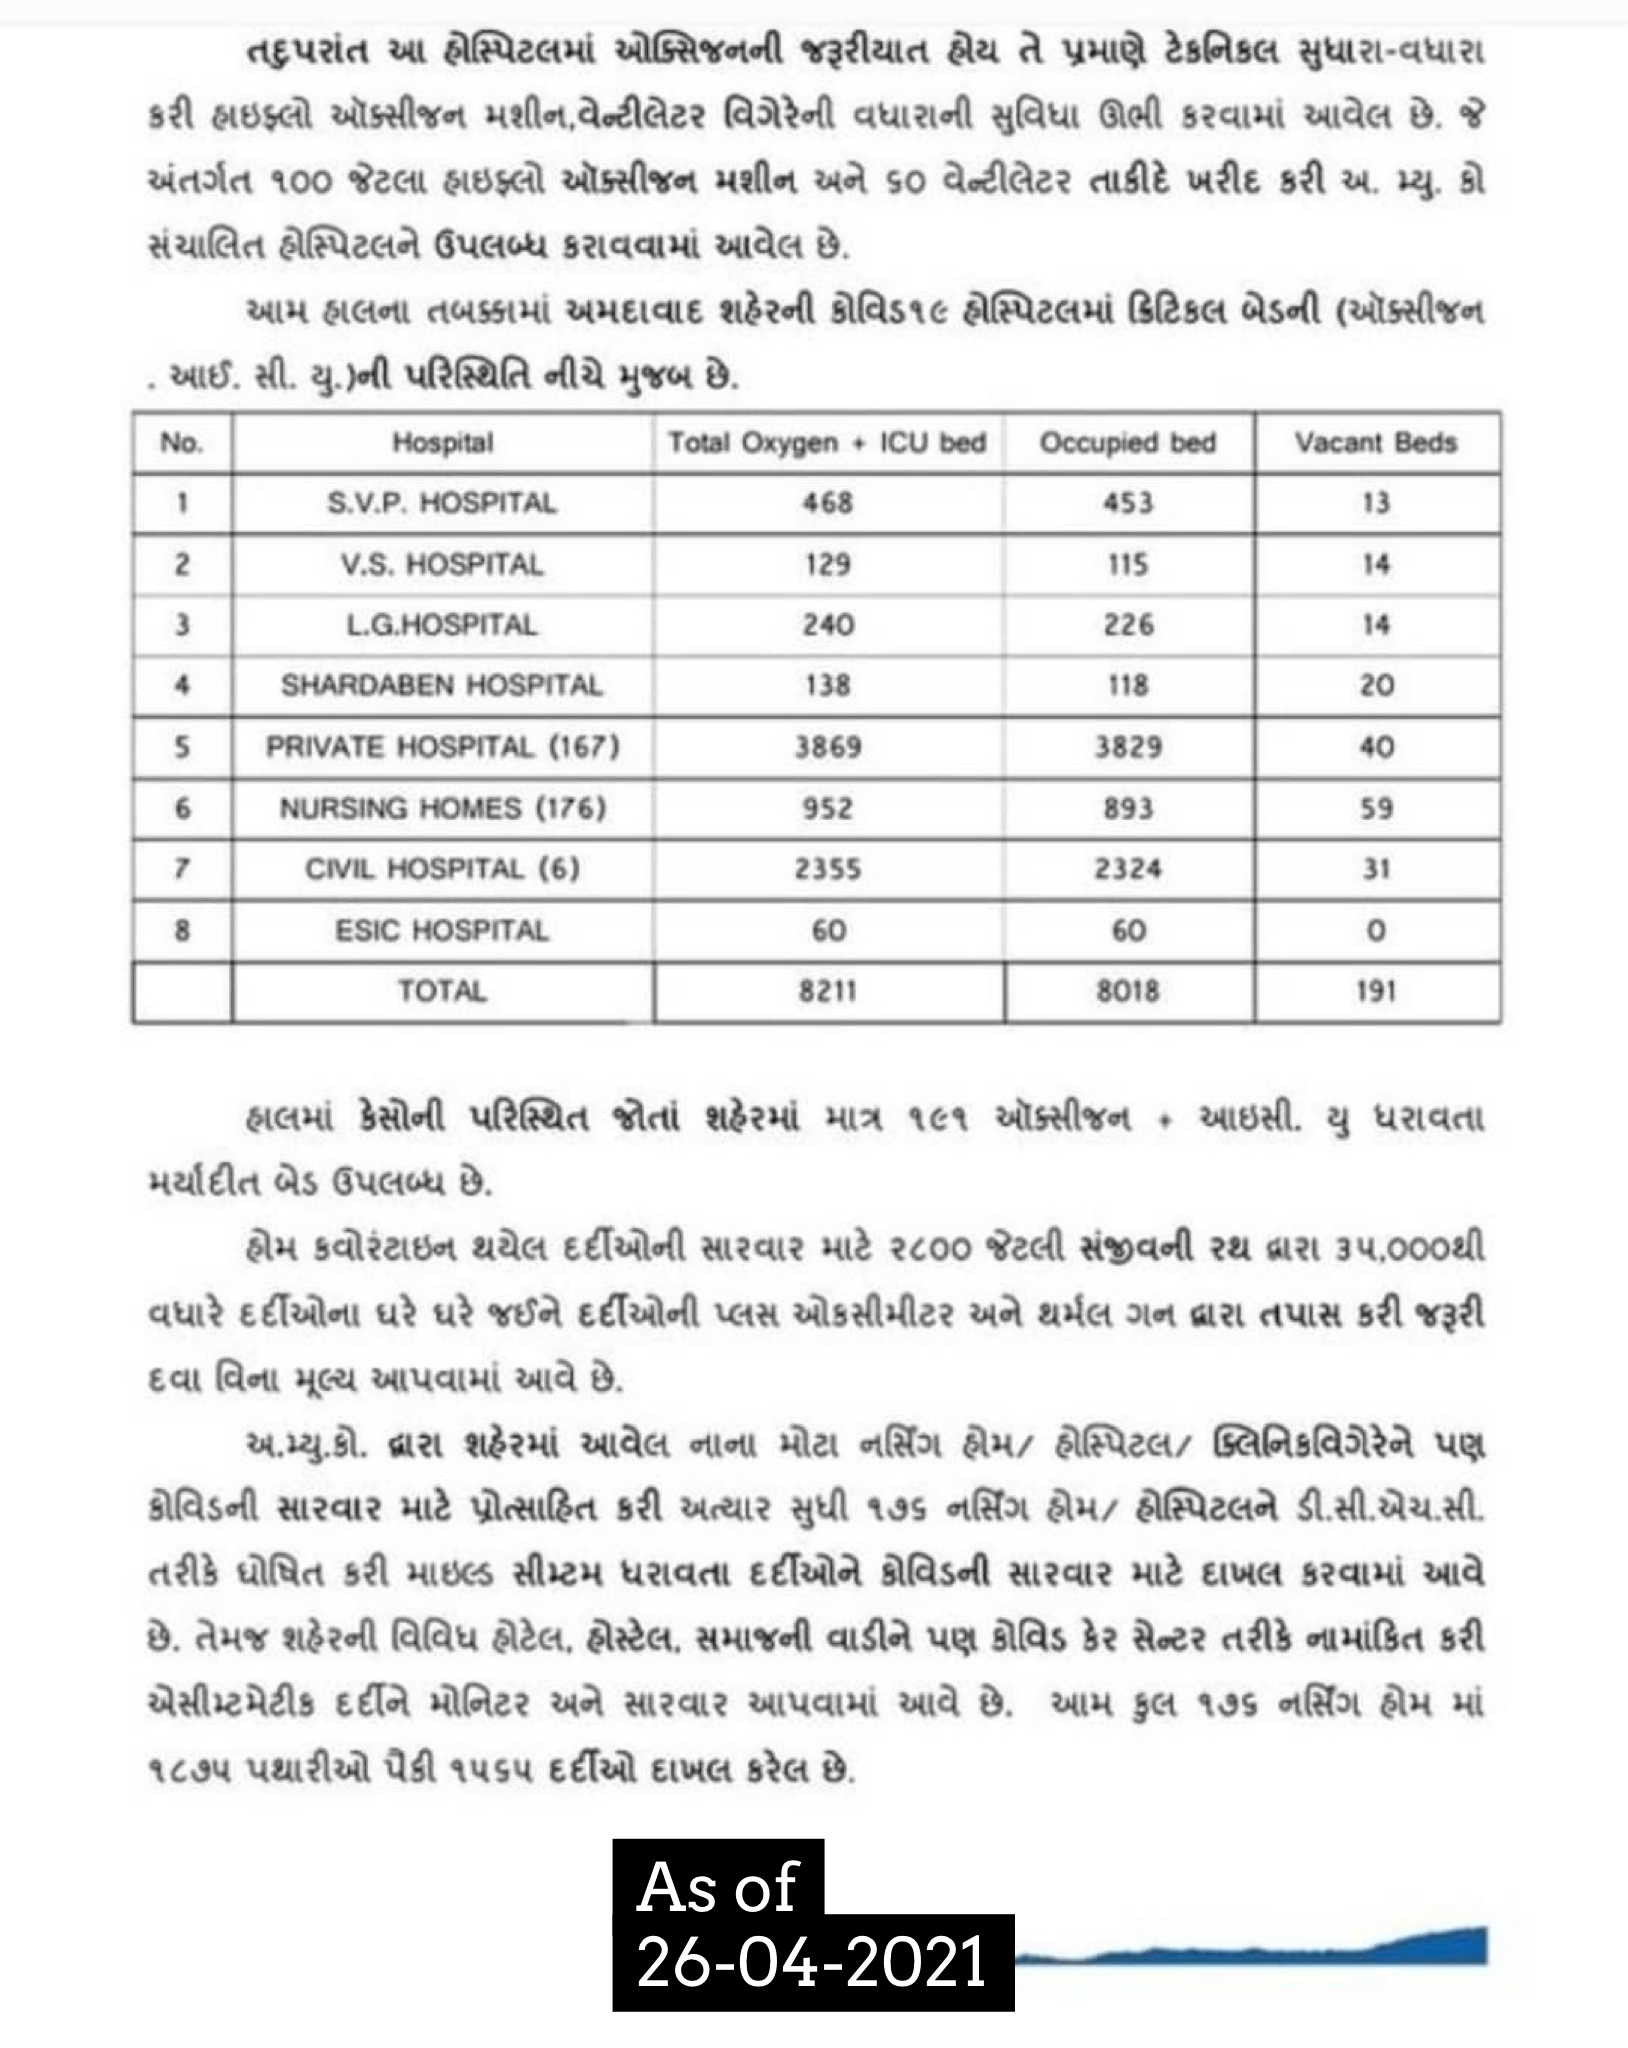 તદુપરાંત આ હોસ્પિટલમાં ઓક્સિજનની જરૂરીયાત હોય તે પ્રમાણે ટેકનિકલ સુધારા-વધારા
કરી હાઇફ્લો ઑક્સીજન મશીન,વેન્ટીલેટર વિગેરેની વધારાની સુવિધા ઊભી કરવામાં આવેલ છે. જે
અંતર્ગત ૧૦૦ જેટલા હાઇફ્લો ઑક્સીજન મશીન અને ૬૦ વેન્ટીલેટર તાકીદે ખરીદ કરી અ. મ્યુ. કો
સંચાલિત હોસ્પિટલને ઉપલબ્ધ કરાવવામાં આવેલ છે.
આમ હાલના તબક્કામાં અમદાવાદ શહેરની કોવિડ૧૯ હોસ્પિટલમાં ક્રિટિકલ બેડની (ઑક્સીજન
. આઈ. સી. યુ.)ની પરિસ્થિતિ નીચે મુજબ છે.
No. Hospital Total Oxygen + ICU bed Occupied bed Vacant Beds
1 S.V.P. HOSPITAL 468 453 13
2 V.S. HOSPITAL 129 115 14
3 L.G.HOSPITAL 240 226 14
4 SHARDABEN HOSPITAL 138 118 20
5 PRIVATE HOSPITAL (167) 3869 3829 40
6 NURSING HOMES (176) 952 893 59
7 CIVIL HOSPITAL (6) 2355 2324 31
8 ESIC HOSPITAL 60 60 0
TOTAL 8211 8018 191
હાલમાં કેસોની પરિસ્થિત જોતાં શહેરમાં માત્ર ૧૯૧ ઑક્સીજન + આઇસી. યુ ધરાવતા
મર્યાદીત બેડ ઉપલબ્ધ છે.
હોમ કવોરંટાઇન થયેલ દર્દીઓની સારવાર માટે ૨૮૦૦ જેટલી સંજીવની રથ દ્વારા ૩૫,૦૦૦થી
વધારે દર્દીઓના ઘરે ઘરે જઈને દર્દીઓની પ્લસ ઓકસીમીટર અને થર્મલ ગન દ્વારા તપાસ કરી જરૂરી
દવા વિના મૂલ્ય આપવામાં આવે છે.
અ.મ્યુ.કો. દ્વારા શહેરમાં આવેલ નાના મોટા નર્સિંગ હોમ/ હોસ્પિટલ/ ક્લિનિકવિગેરેને પણ
કોવિડની સારવાર માટે પ્રોત્સાહિત કરી અત્યાર સુધી ૧૭૬ નર્સિંગ હોમ/ હોસ્પિટલને ડી.સી.એચ.સી.
તરીકે ઘોષિત કરી માઇલ્ડ સીમ્ટમ ધરાવતા દર્દીઓને કોવિડની સારવાર માટે દાખલ કરવામાં આવે
છે. તેમજ શહેરની વિવિધ હોટેલ, હોસ્ટેલ, સમાજની વાડીને પણ કોવિડ કેર સેન્ટર તરીકે નામાંકિત કરી
એસીમ્ટમેટીક દર્દીને મોનિટર અને સારવાર આપવામાં આવે છે. આમ કુલ ૧૭૬ નર્સિંગ હોમ માં
૧૮૭૫ પથારીઓ પૈકી ૧૫૬૫ દર્દીઓ દાખલ કરેલ છે.
As of
26-04-2021